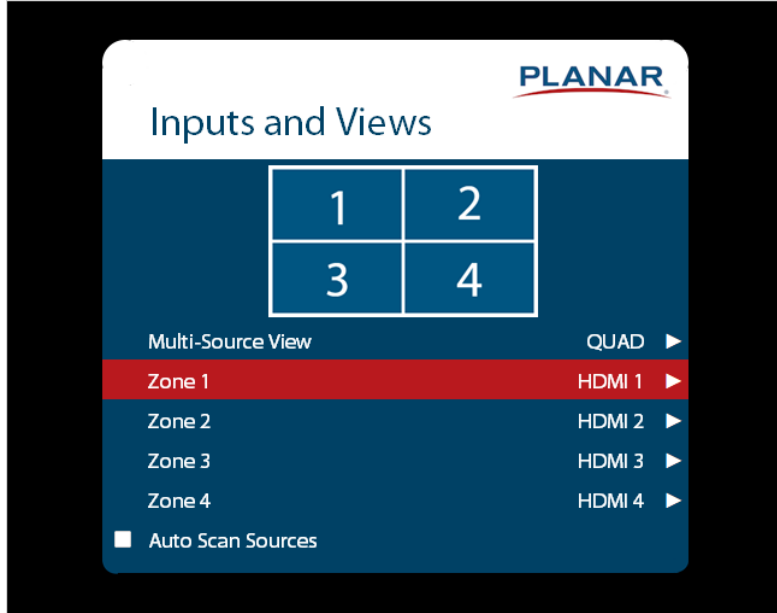 PLANAR
Inputs and Views
1 2
3 4
Multi-Source View QUAD ▶
Zone 1 HDMI 1 ▶
Zone 2 HDMI 2 ▶
Zone 3 HDMI 3 ▶
Zone 4 HDMI 4 ▶
Auto Scan Sources